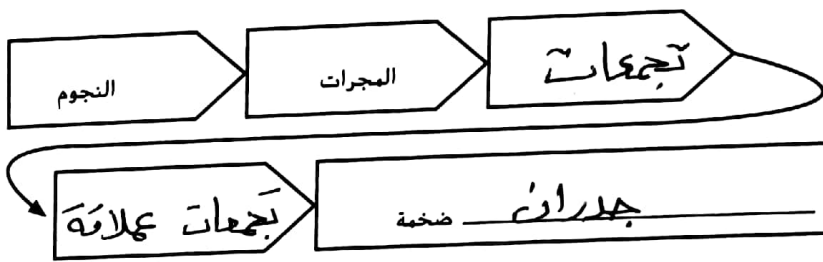 النجوم المجرات تجمعات
تجمعات عملاقة جدران ضخمة